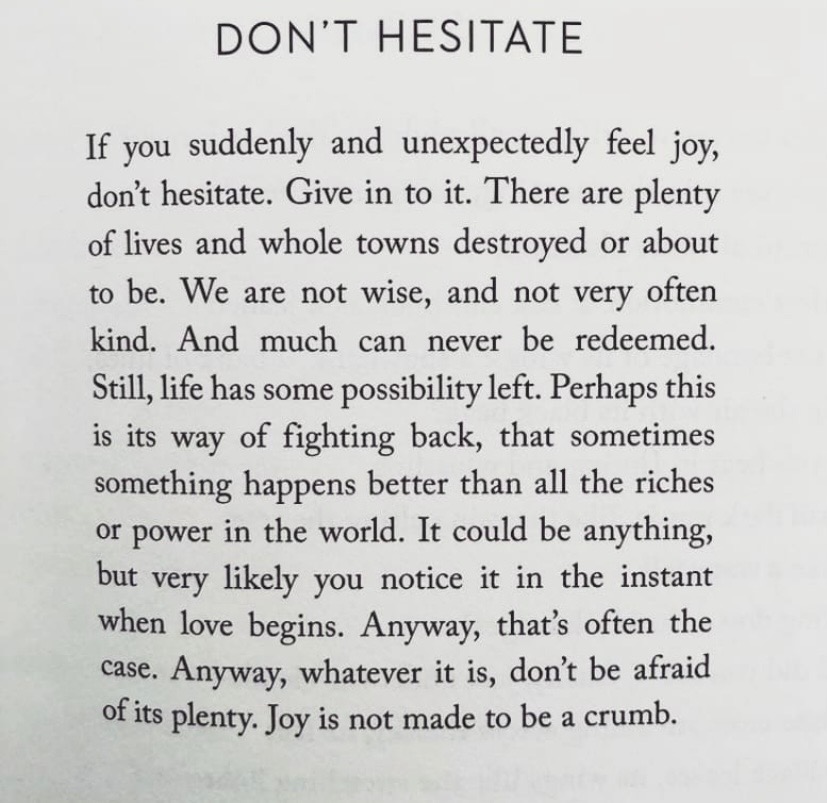 DON'T HESITATE
If you suddenly and unexpectedly feel joy,
don't hesitate. Give in to it. There are plenty
of lives and whole towns destroyed or about
to be. We are not wise, and not very often
kind. And much can never be redeemed.
Still, life has some possibility left. Perhaps this
is its way of fighting back, that sometimes
something happens better than all the riches
or power in the world. It could be anything,
but very likely you notice it in the instant
when love begins. Anyway, that's often the
case. Anyway, whatever it is, don't be afraid
of its plenty. Joy is not made to be a crumb.